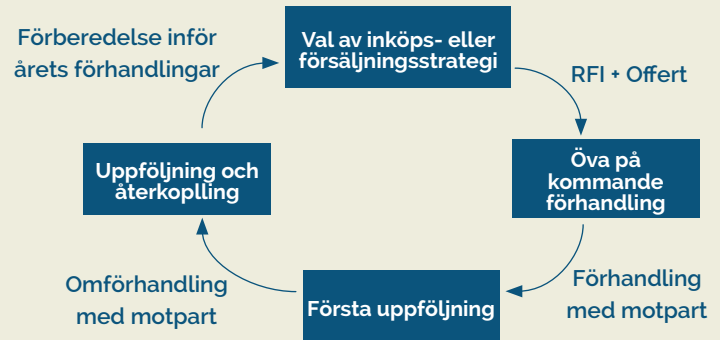 Förberedelse inför
årets förhandlingar
Val av inköps- eller
försäljningsstrategi
RFI + Offert
Öva på
kommande
förhandling
Förhandling
med motpart
Första uppföljning
Omförhandling
med motpart
Uppföljning och
återkopplling